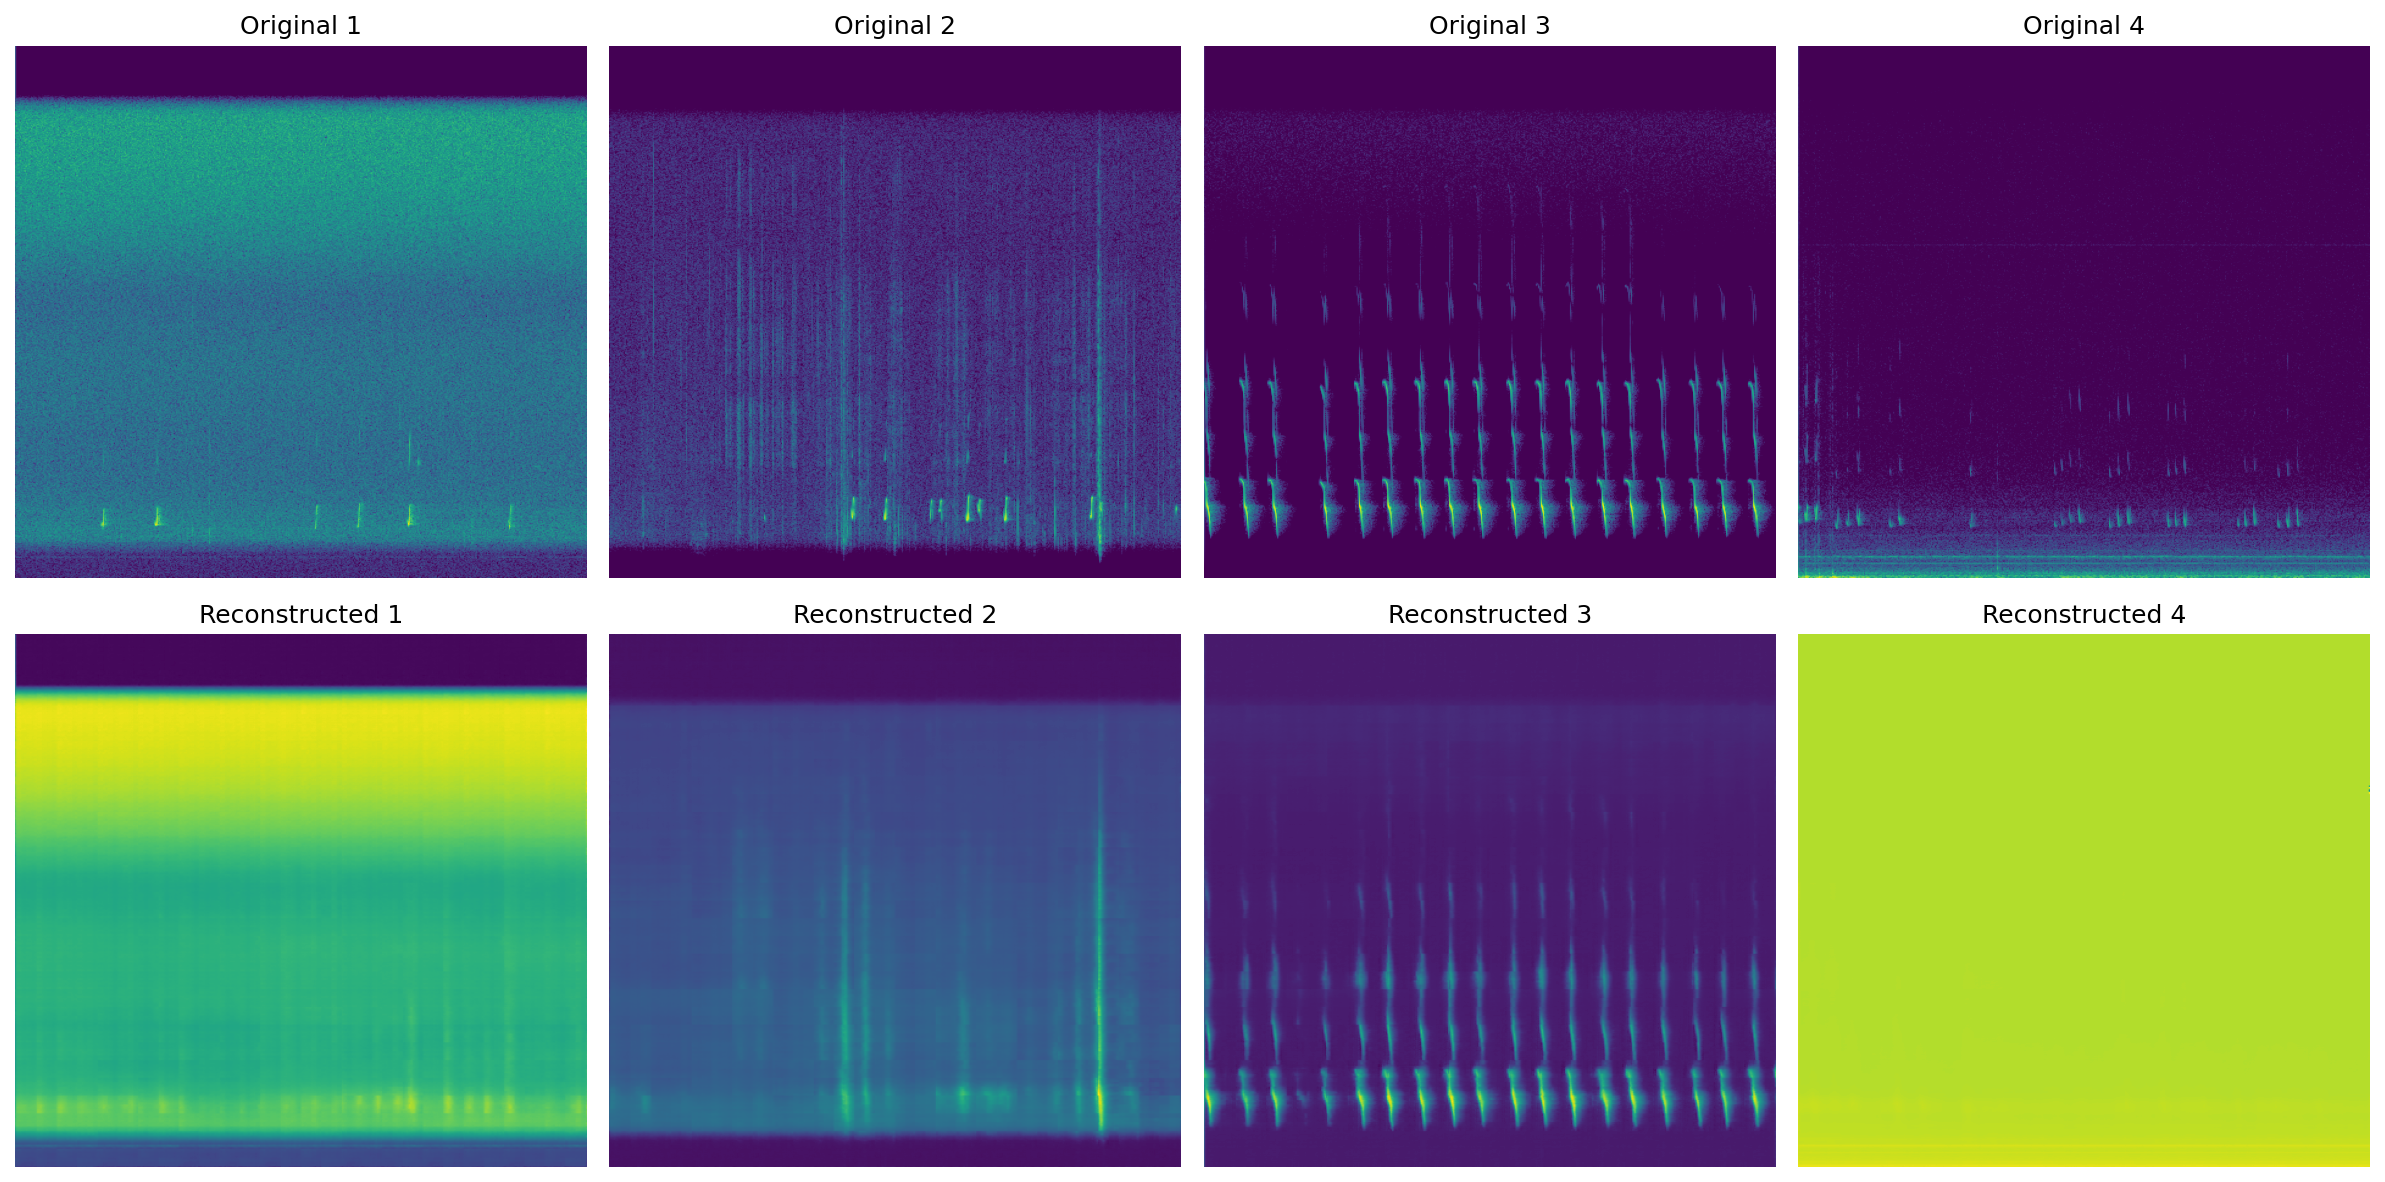 Original 1
Original 2
Original 3
Original 4
Reconstructed 1
Reconstructed 2
Reconstructed 3
Reconstructed 4